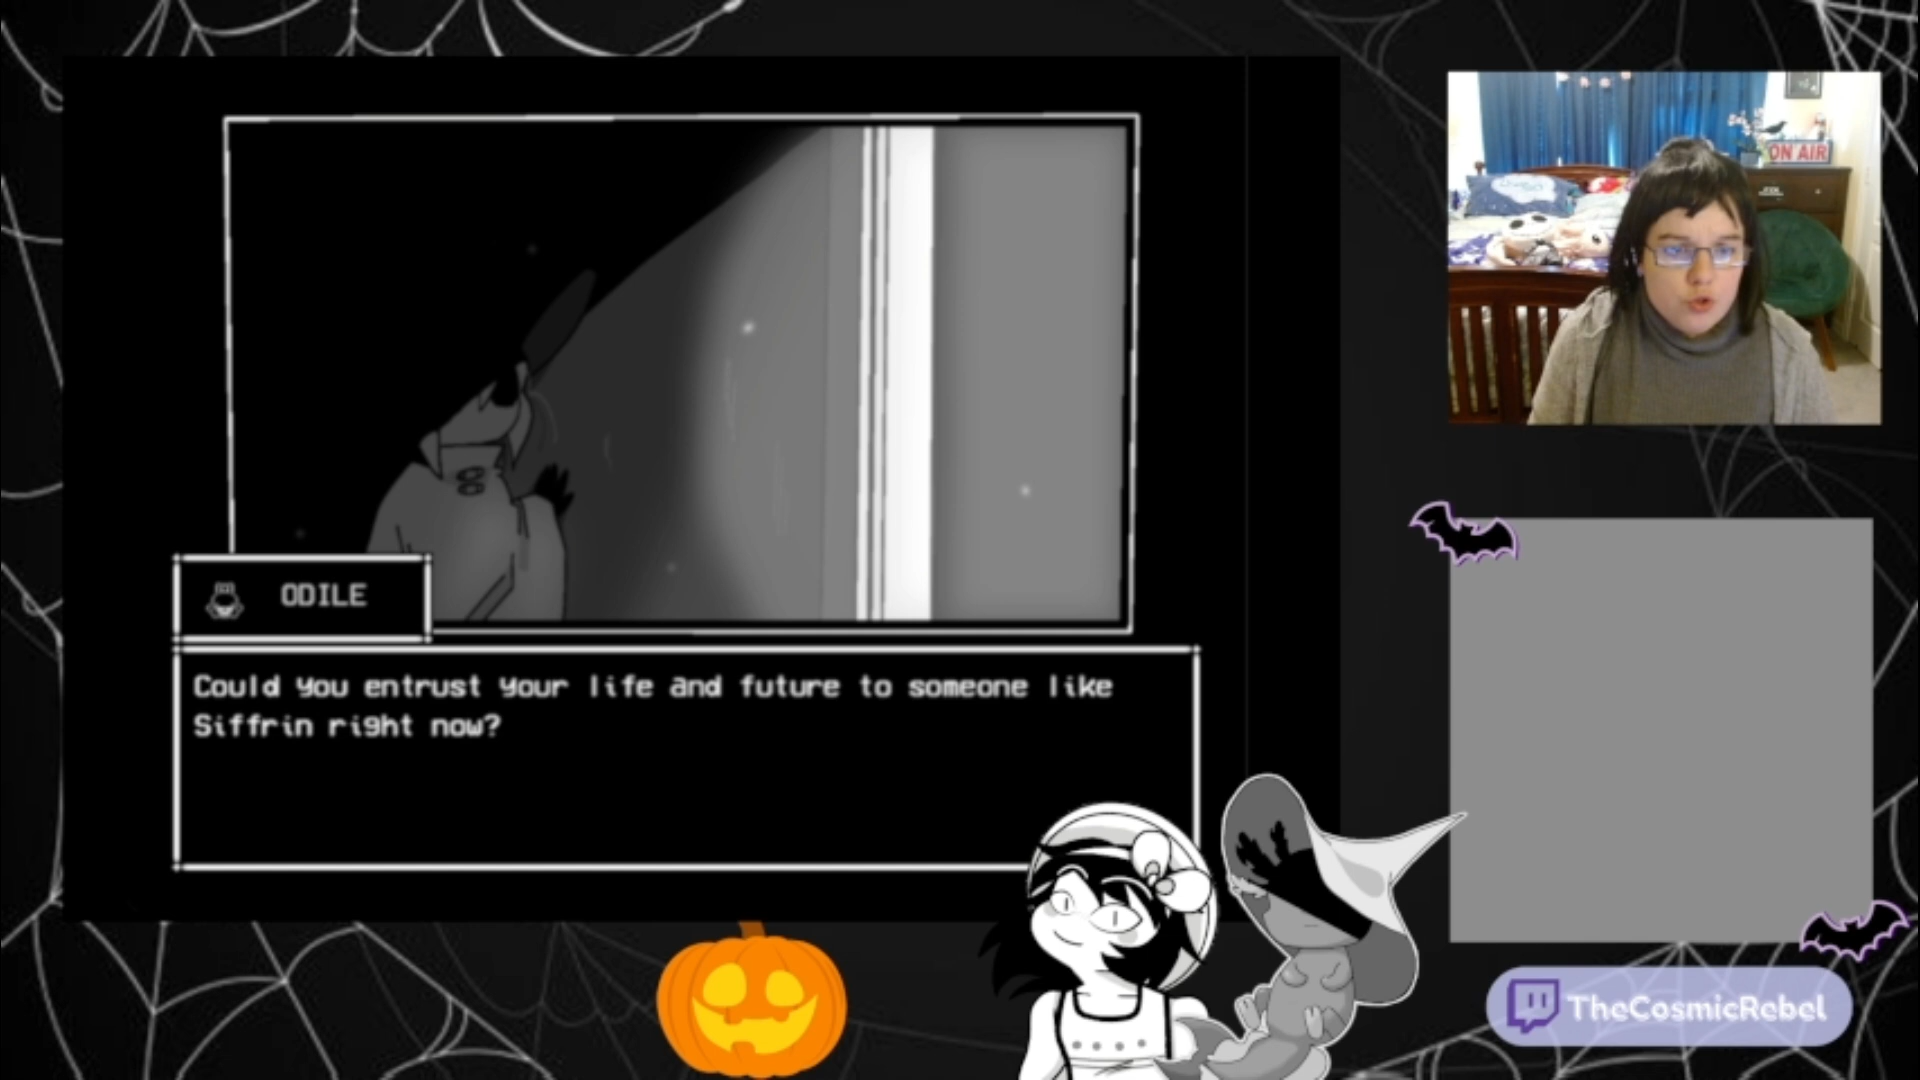 ON AIR
ODILE
Could you entrust your life and future to someone like
Siffrin right now?
TheCosmicRebel